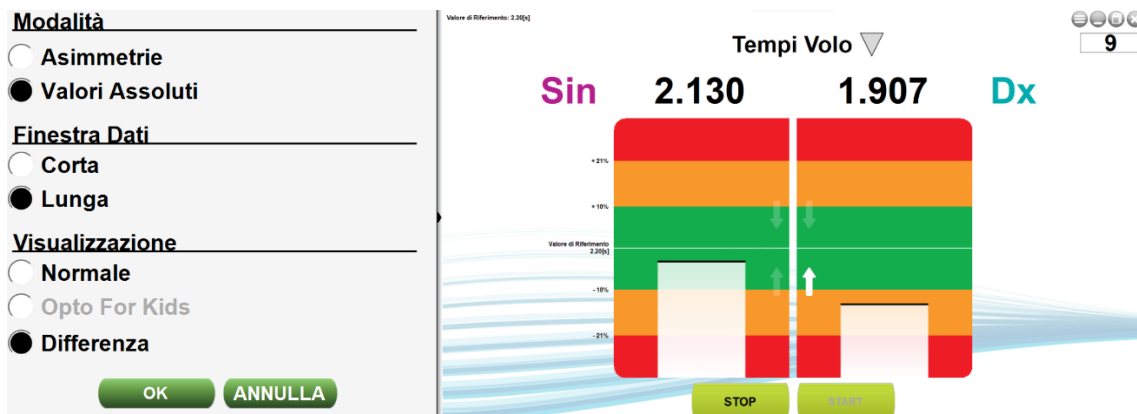 Modalità
Asimmetrie
Valori Assoluti
Finestra Dati
Corta
Lunga
Visualizzazione
Normale
Opto For Kids
Differenza
OK
ANNULLA
Valore di Riferimento: 2.20[s]
Tempi Volo
9
Sin
2.130
1.907
Dx
+ 21%
+ 10%
Valore di Riferimento
2.20[s]
- 10%
- 21%
STOP
START